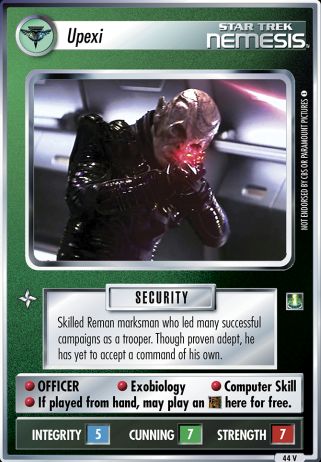 Upexi
STAR TREK
NEMESIS
NOT ENDORSED BY CBS OR PARAMOUNT PICTURES
SECURITY
Skilled Reman marksman who led many successful
campaigns as a trooper. Though proven adept, he
has yet to accept a command of his own.
OFFICER Exobiology Computer Skill
If played from hand, may play an here for free.
INTEGRITY 5 CUNNING 7 STRENGTH 7
44 V